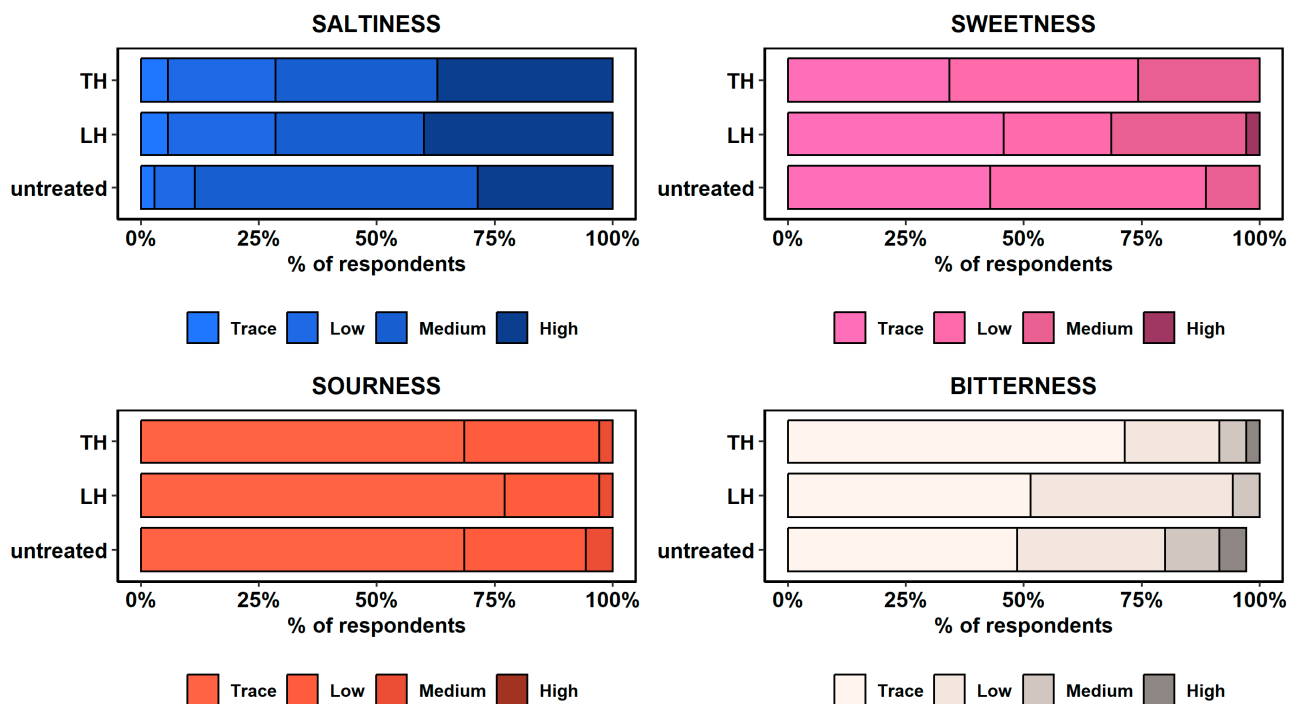 SALTINESS
TH
LH
untreated
0% 25% 50% 75% 100%
% of respondents
Trace Low Medium High
SWEETNESS
TH
LH
untreated
0% 25% 50% 75% 100%
% of respondents
Trace Low Medium High
SOURNESS
TH
LH
untreated
0% 25% 50% 75% 100%
% of respondents
Trace Low Medium High
BITTERNESS
TH
LH
untreated
0% 25% 50% 75% 100%
% of respondents
Trace Low Medium High